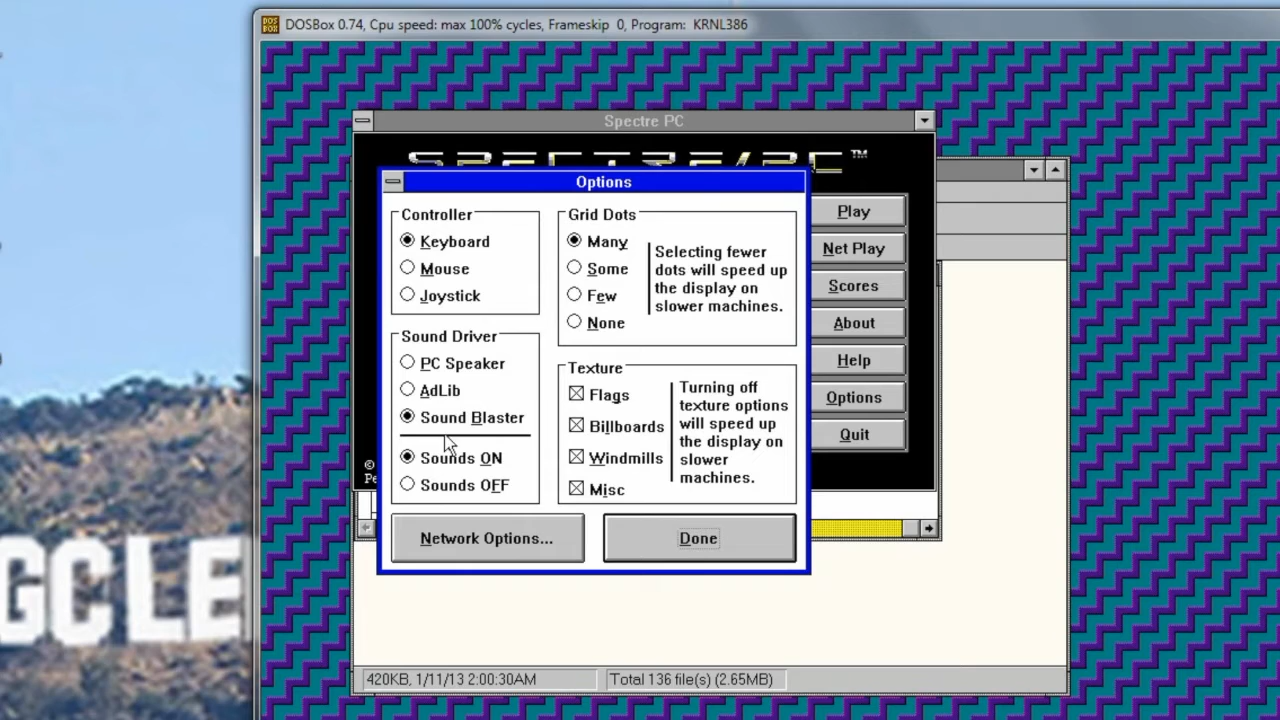 DOSBox 0.74, Cpu speed: max 100% cycles, Frameskip 0, Program: KRNL386
Spectre PC
SPECTRE/PC™
Options
Controller
Keyboard
Mouse
Joystick
Sound Driver
PC Speaker
AdLib
Sound Blaster
Sounds ON
Sounds OFF
Grid Dots
Many
Some
Few
None
Selecting fewer
dots will speed up
the display on
slower machines.
Texture
Flags
Billboards
Windmills
Misc
Turning off
texture options
will speed up
the display on
slower
machines.
Network Options...
Done
Play
Net Play
Scores
About
Help
Options
Quit
©
Pe
420KB, 1/11/13 2:00:30AM
Total 136 file(s) (2.65MB)